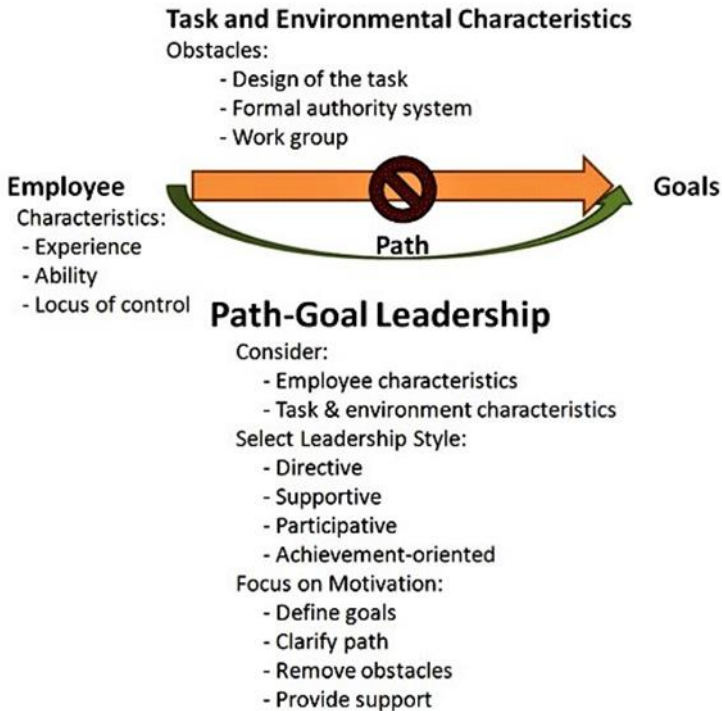 Task and Environmental Characteristics
Obstacles:
- Design of the task
- Formal authority system
- Work group
Employee
Characteristics:
- Experience
- Ability
- Locus of control
Path
Goals
Path-Goal Leadership
Consider:
- Employee characteristics
- Task & environment characteristics
Select Leadership Style:
- Directive
- Supportive
- Participative
- Achievement-oriented
Focus on Motivation:
- Define goals
- Clarify path
- Remove obstacles
- Provide support